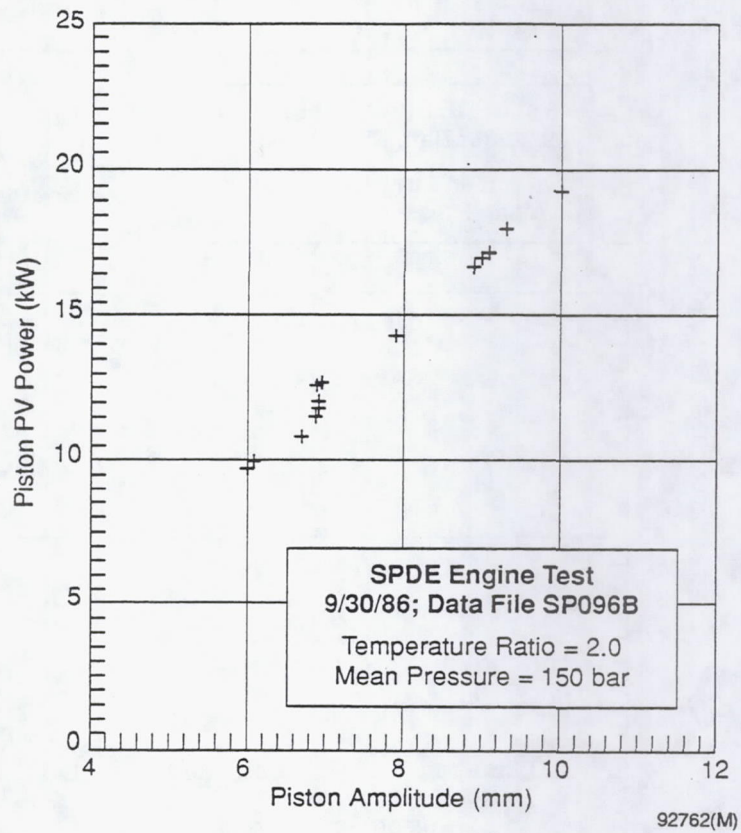 25
20
15
10
5
0
Piston PV Power (kW)
SPDE Engine Test
9/30/86; Data File SP096B
Temperature Ratio = 2.0
Mean Pressure = 150 bar
4
6
8
10
12
Piston Amplitude (mm)
92762(M)